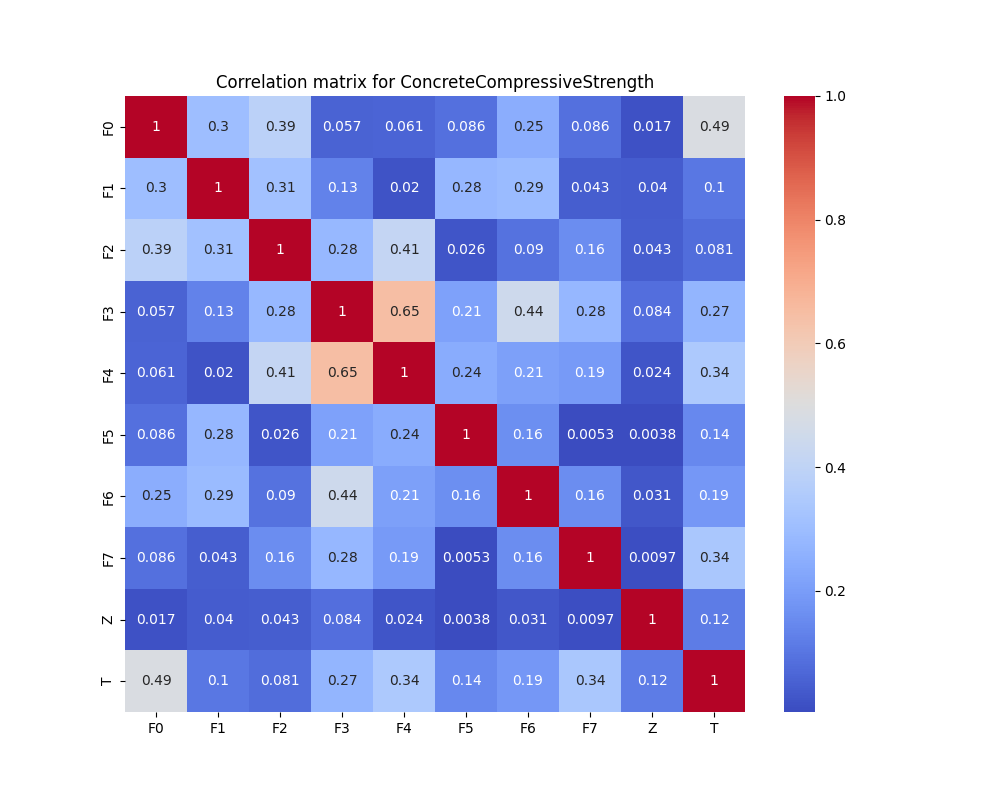 Correlation matrix for ConcreteCompressiveStrength
F0 1 0.3 0.39 0.057 0.061 0.086 0.25 0.086 0.017 0.49
F1 0.3 1 0.31 0.13 0.02 0.28 0.29 0.043 0.04 0.1
F2 0.39 0.31 1 0.28 0.41 0.026 0.09 0.16 0.043 0.081
F3 0.057 0.13 0.28 1 0.65 0.21 0.44 0.28 0.084 0.27
F4 0.061 0.02 0.41 0.65 1 0.24 0.21 0.19 0.024 0.34
F5 0.086 0.28 0.026 0.21 0.24 1 0.16 0.0053 0.0038 0.14
F6 0.25 0.29 0.09 0.44 0.21 0.16 1 0.16 0.031 0.19
F7 0.086 0.043 0.16 0.28 0.19 0.0053 0.16 1 0.0097 0.34
Z 0.017 0.04 0.043 0.084 0.024 0.0038 0.031 0.0097 1 0.12
T 0.49 0.1 0.081 0.27 0.34 0.14 0.19 0.34 0.12 1
F0 F1 F2 F3 F4 F5 F6 F7 Z T
1.0
0.8
0.6
0.4
0.2